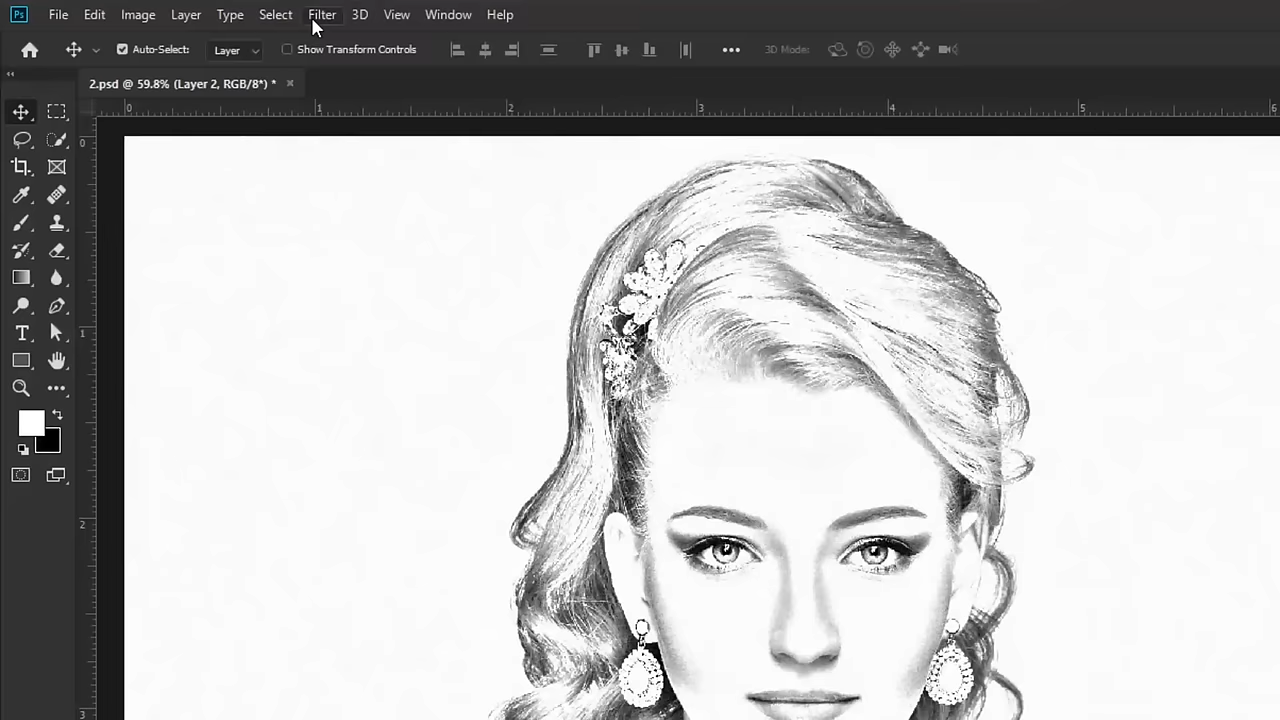 Ps File Edit Image Layer Type Select Filter 3D View Window Help
Auto-Select: Layer Show Transform Controls 3D Mode:
2.psd @ 59.8% (Layer 2, RGB/8*) *
0 1 2 3 4 5 6
0
1
2
3